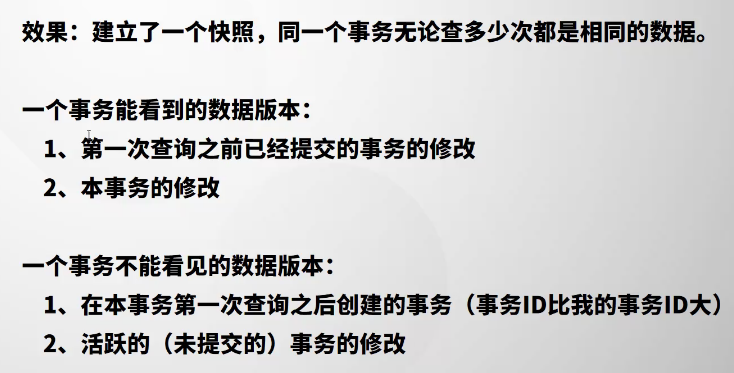 效果：建立了一个快照，同一个事务无论查多少次都是相同的数据。
一个事务能看到的数据版本：
1、第一次查询之前已经提交的事务的修改
2、本事务的修改
一个事务不能看见的数据版本：
1、在本事务第一次查询之后创建的事务（事务ID比我的事务ID大）
2、活跃的（未提交的）事务的修改